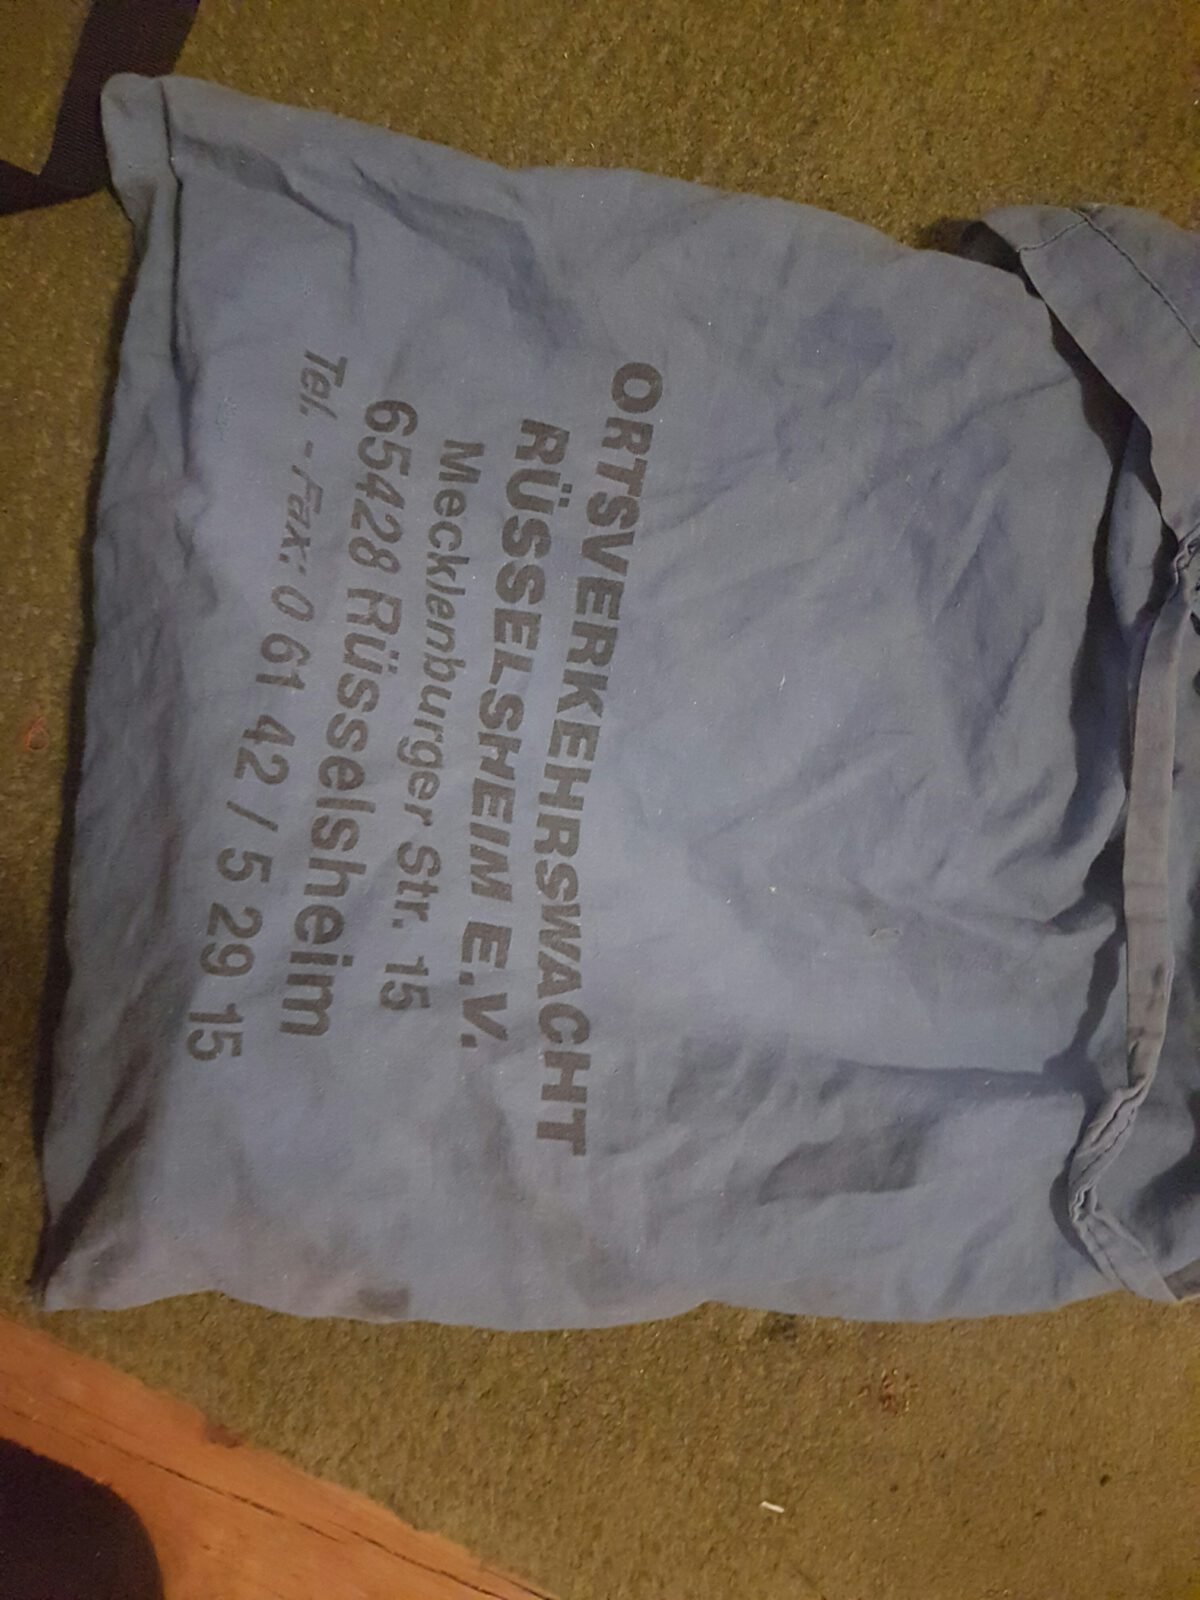 ORTSVERKEHRSWACHT
RÜSSELSHEIM E.V.
Mecklenburger Str. 15
65428 Rüsselsheim
Tel. - Fax: 0 61 42 / 5 29 15